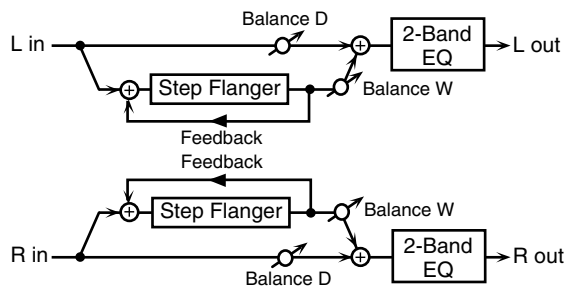 Balance D
L in
2-Band
EQ
L out
Step Flanger
Balance W
Feedback
Feedback
Step Flanger
Balance W
R in
2-Band
EQ
R out
Balance D